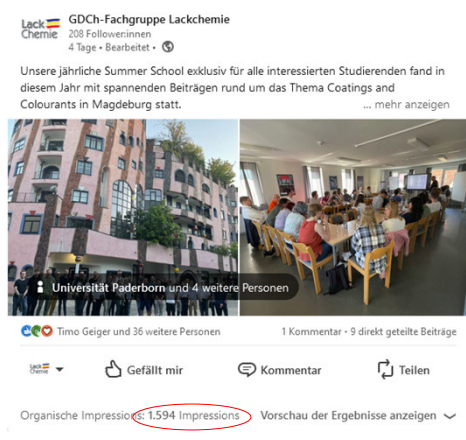 Lack
Chemie
GDCh-Fachgruppe Lackchemie
208 Follower:innen
4 Tage • Bearbeitet •
Unsere jährliche Summer School exklusiv für alle interessierten Studierenden fand in
diesem Jahr mit spannenden Beiträgen rund um das Thema Coatings and
Colourants in Magdeburg statt.
... mehr anzeigen
Universität Paderborn und 4 weitere Personen
Timo Geiger und 36 weitere Personen
1 Kommentar • 9 direkt geteilte Beiträge
Lack
Chemie
Gefällt mir
Kommentar
Teilen
Organische Impressions: 1.594 Impressions
Vorschau der Ergebnisse anzeigen